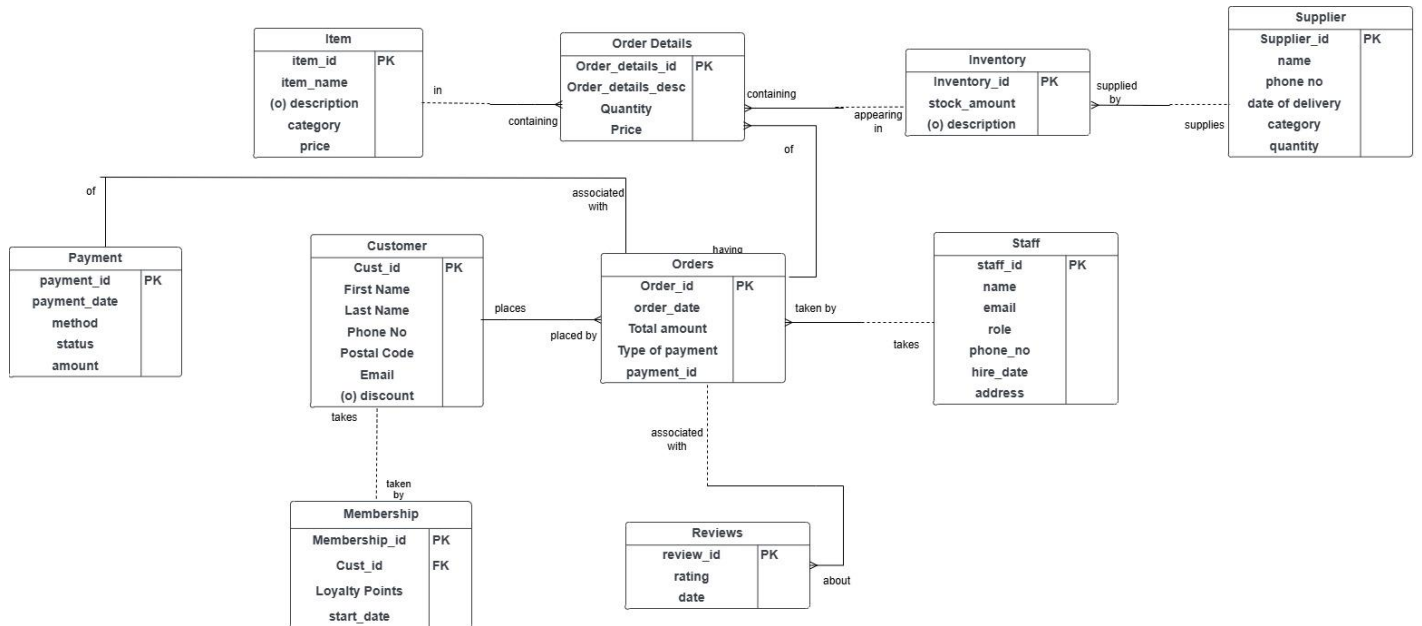 Item
item_id PK
item_name
(o) description
category
price
in
containing
Order Details
Order_details_id PK
Order_details_desc
Quantity
Price
containing
appearing
in
of
Inventory
Inventory_id PK
stock_amount
(o) description
supplied
by
supplies
Supplier
Supplier_id PK
name
phone no
date of delivery
category
quantity
of
associated
with
Payment
payment_id PK
payment_date
method
status
amount
Customer
Cust_id PK
First Name
Last Name
Phone No
Postal Code
Email
(o) discount
places
placed by
having
Orders
Order_id PK
order_date
Total amount
Type of payment
payment_id
taken by
takes
Staff
staff_id PK
name
email
role
phone_no
hire_date
address
takes
taken
by
Membership
Membership_id PK
Cust_id FK
Loyalty Points
start_date
associated
with
Reviews
review_id PK
rating
date
about